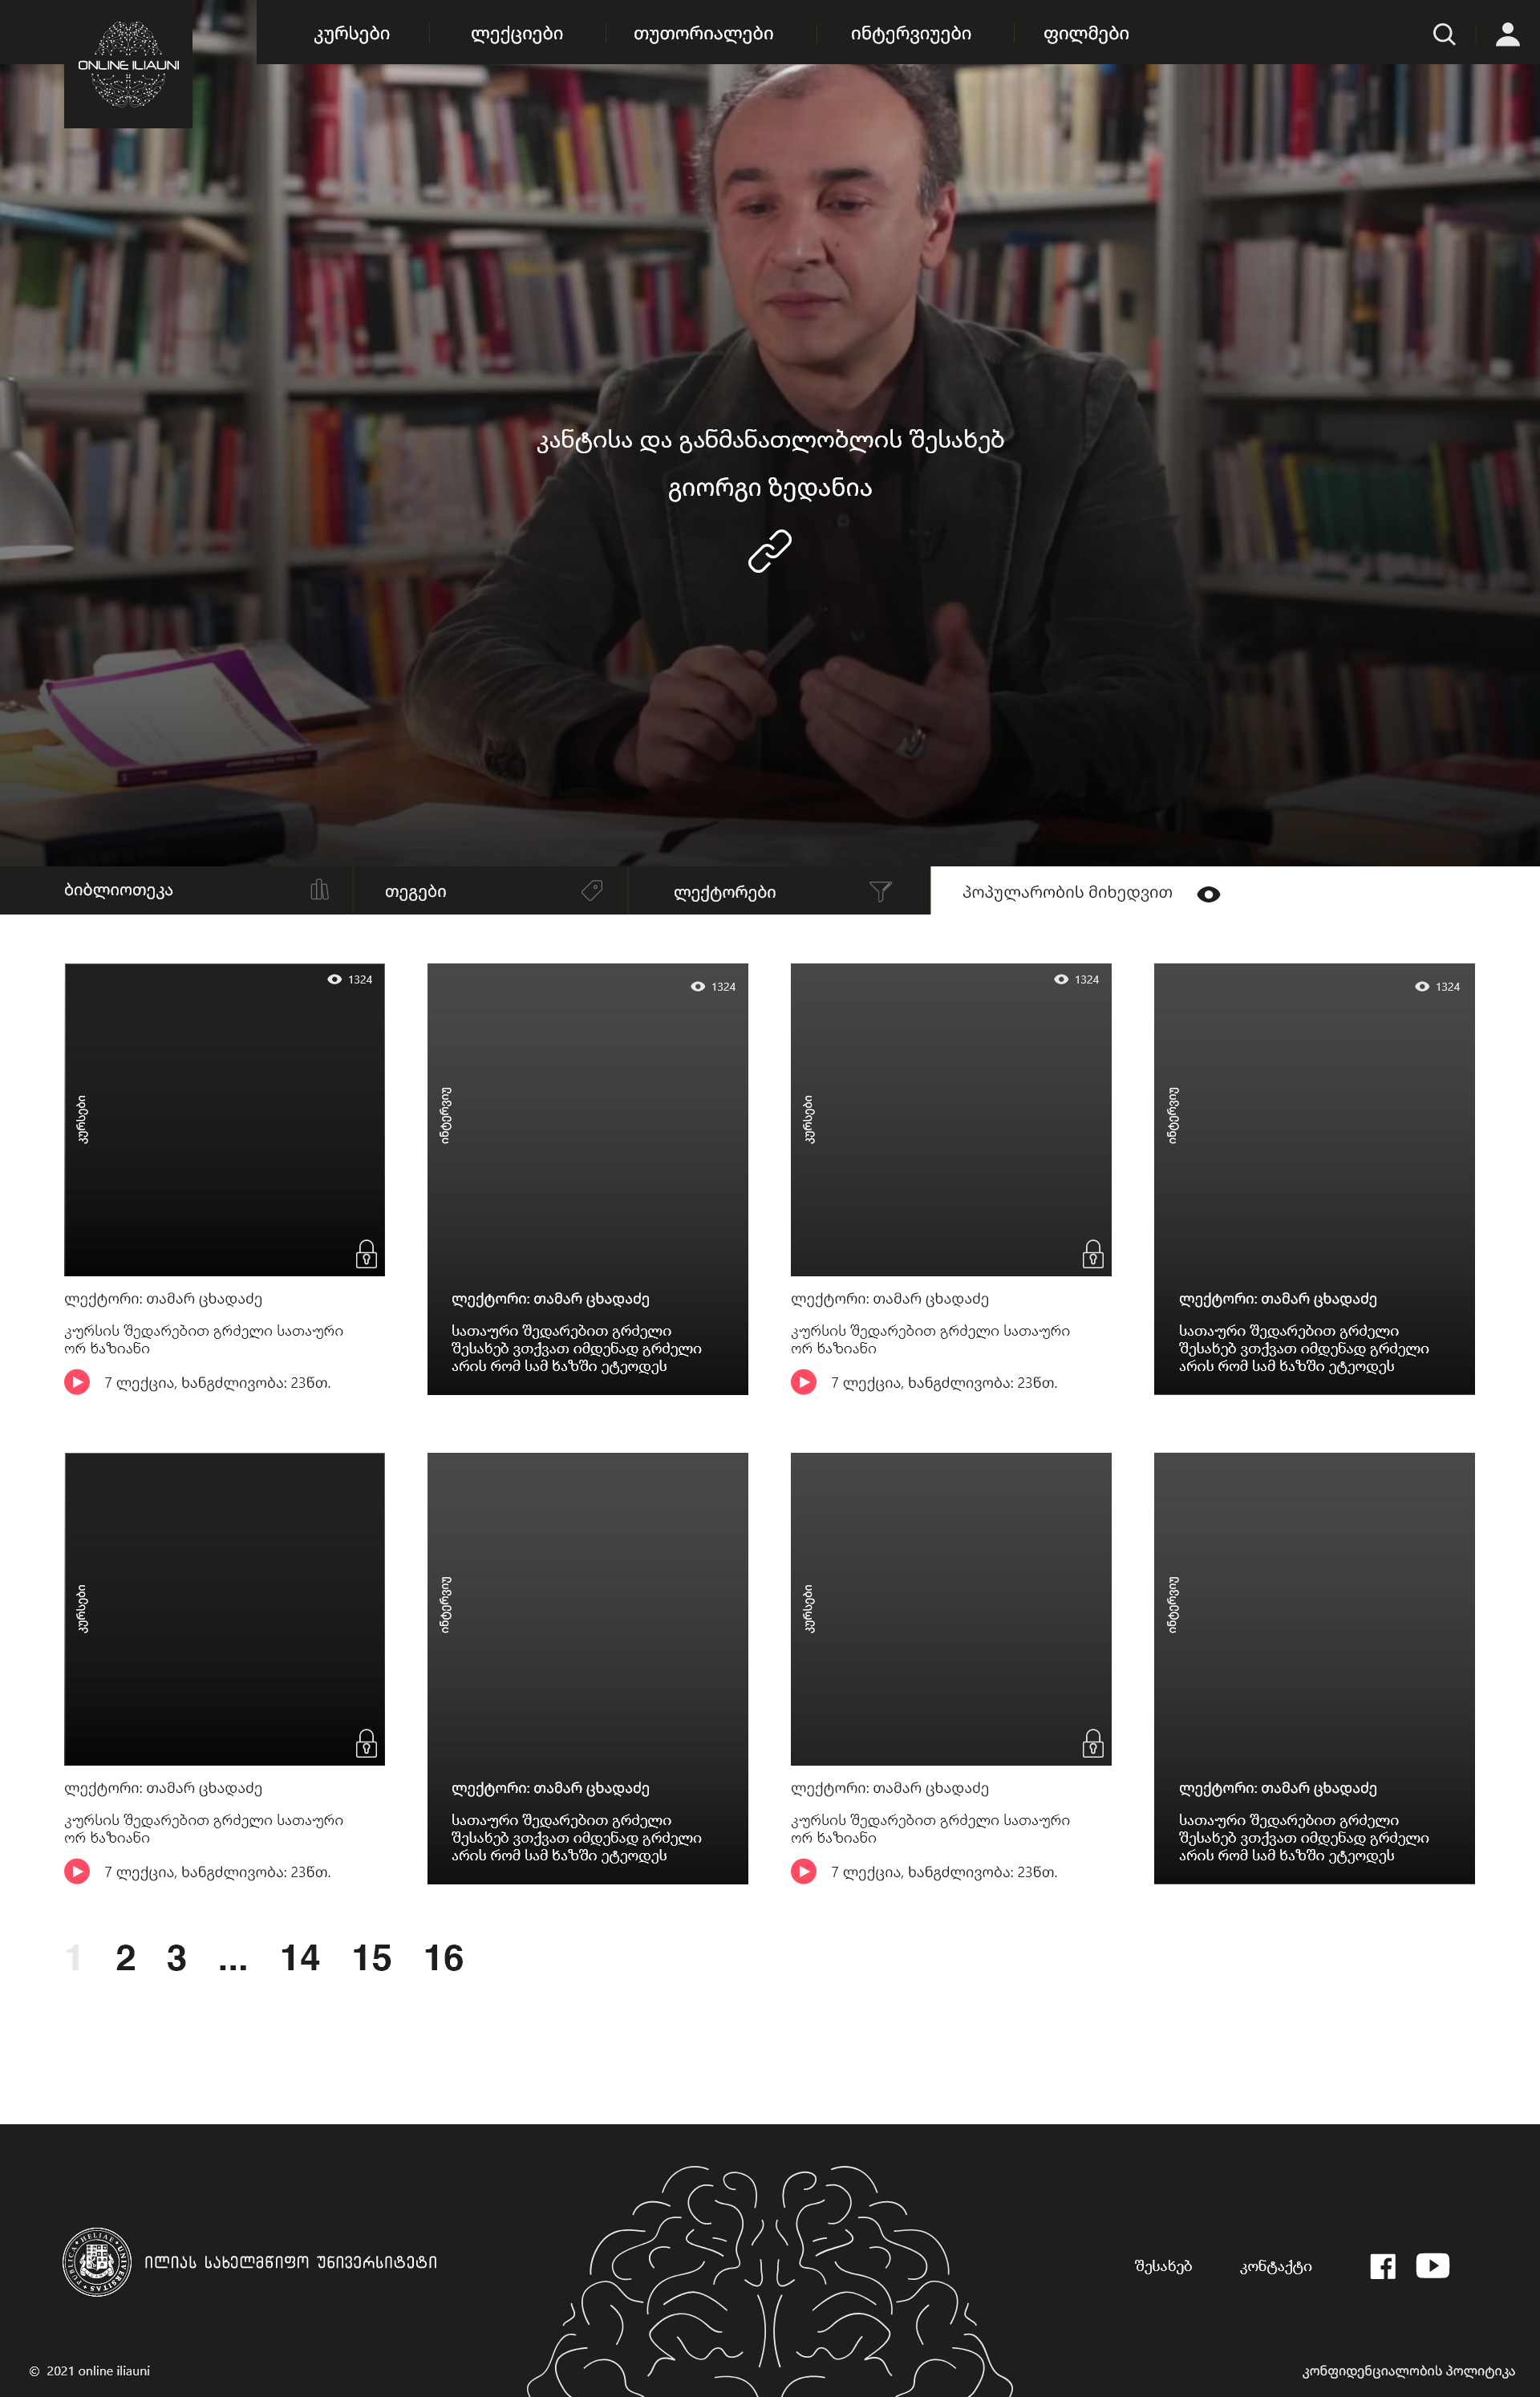 ONLINE ILIAUNI
კურსები
ლექციები
თუთორიალები
ინტერვიუები
ფილმები
კანტისა და განმანათლობლის შესახებ
გიორგი ზედანია
ბიბლიოთეკა
თეგები
ლექტორები
პოპულარობის მიხედვით
1324
1324
1324
1324
კურსები
ინტერვიუ
კურსები
ინტერვიუ
ლექტორი: თამარ ცხადაძე
კურსის შედარებით გრძელი სათაური
ორ ხაზიანი
7 ლექცია, ხანგძლივობა: 23წთ.
ლექტორი: თამარ ცხადაძე
სათაური შედარებით გრძელი
შესახებ ვთქვათ იმდენად გრძელი
არის რომ სამ ხაზში ეტეოდეს
ლექტორი: თამარ ცხადაძე
კურსის შედარებით გრძელი სათაური
ორ ხაზიანი
7 ლექცია, ხანგძლივობა: 23წთ.
ლექტორი: თამარ ცხადაძე
სათაური შედარებით გრძელი
შესახებ ვთქვათ იმდენად გრძელი
არის რომ სამ ხაზში ეტეოდეს
კურსები
ინტერვიუ
კურსები
ინტერვიუ
ლექტორი: თამარ ცხადაძე
კურსის შედარებით გრძელი სათაური
ორ ხაზიანი
7 ლექცია, ხანგძლივობა: 23წთ.
ლექტორი: თამარ ცხადაძე
სათაური შედარებით გრძელი
შესახებ ვთქვათ იმდენად გრძელი
არის რომ სამ ხაზში ეტეოდეს
ლექტორი: თამარ ცხადაძე
კურსის შედარებით გრძელი სათაური
ორ ხაზიანი
7 ლექცია, ხანგძლივობა: 23წთ.
ლექტორი: თამარ ცხადაძე
სათაური შედარებით გრძელი
შესახებ ვთქვათ იმდენად გრძელი
არის რომ სამ ხაზში ეტეოდეს
1 2 3 ... 14 15 16
HELIAE UNIVERSITAS PUBLICA
ილიას სახელმწიფო უნივერსიტეტი
შესახებ
კონტაქტი
© 2021 online iliauni
კონფიდენციალობის პოლიტიკა